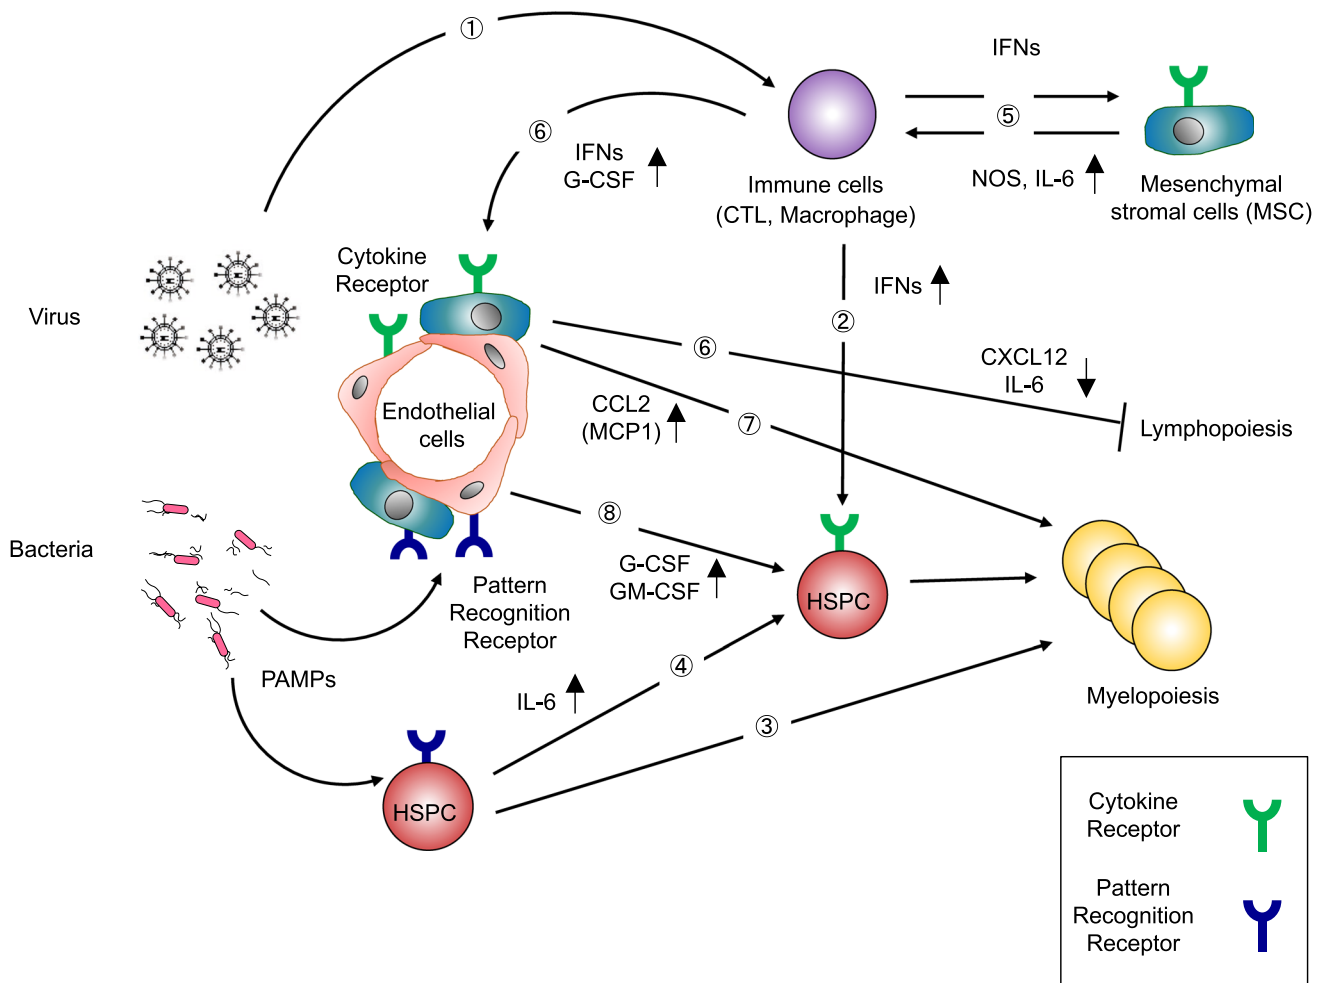 ①
IFNs
⑤
NOS, IL-6
Immune cells
(CTL, Macrophage)
Mesenchymal
stromal cells (MSC)
⑥
IFNs
G-CSF
Cytokine
Receptor
Virus
IFNs
②
⑥
CXCL12
IL-6
Lymphopoiesis
Endothelial
cells
CCL2
(MCP1)
⑦
⑧
G-CSF
GM-CSF
HSPC
Bacteria
Pattern
Recognition
Receptor
PAMPs
IL-6
④
③
Myelopoiesis
HSPC
Cytokine
Receptor
Pattern
Recognition
Receptor